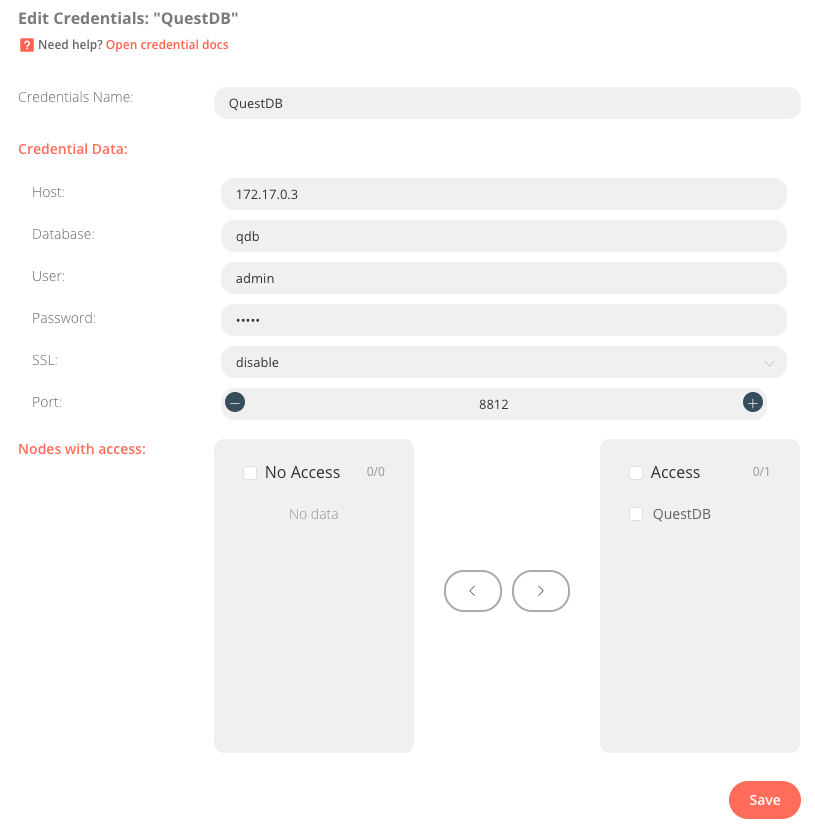 Edit Credentials: "QuestDB"
? Need help? Open credential docs
Credentials Name: QuestDB
Credential Data:
Host: 172.17.0.3
Database: qdb
User: admin
Password: •••••
SSL: disable
Port: 8812
Nodes with access:
No Access 0/0
No data
Access 0/1
QuestDB
Save